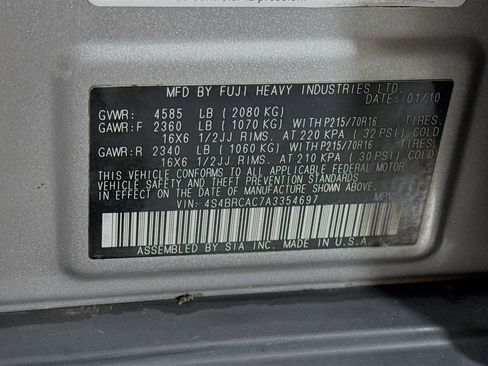 MFD BY FUJI HEAVY INDUSTRIES LTD.
DATE: 01/10
GVWR: 4585 LB ( 2080 KG)
GAWR:F 2360 LB ( 1070 KG) WITH P215/70R16 TIRES
16X6 1/2JJ RIMS. AT 220 KPA ( 32 PSI) COLD
GAWR:R 2340 LB ( 1060 KG) WITH P215/70R16 TIRES
16X6 1/2JJ RIMS. AT 210 KPA ( 30 PSI) COLD
THIS VEHICLE CONFORMS TO ALL APPLICABLE FEDERAL MOTOR
VEHICLE SAFETY AND THEFT PREVENTION STANDARDS
IN EFFECT ON THE DATE OF MANUFACTURE SHOWN ABOVE.
VIN: 4S4BRCAC7A3354697 MPV
ASSEMBLED BY SIA INC. MADE IN U.S.A.